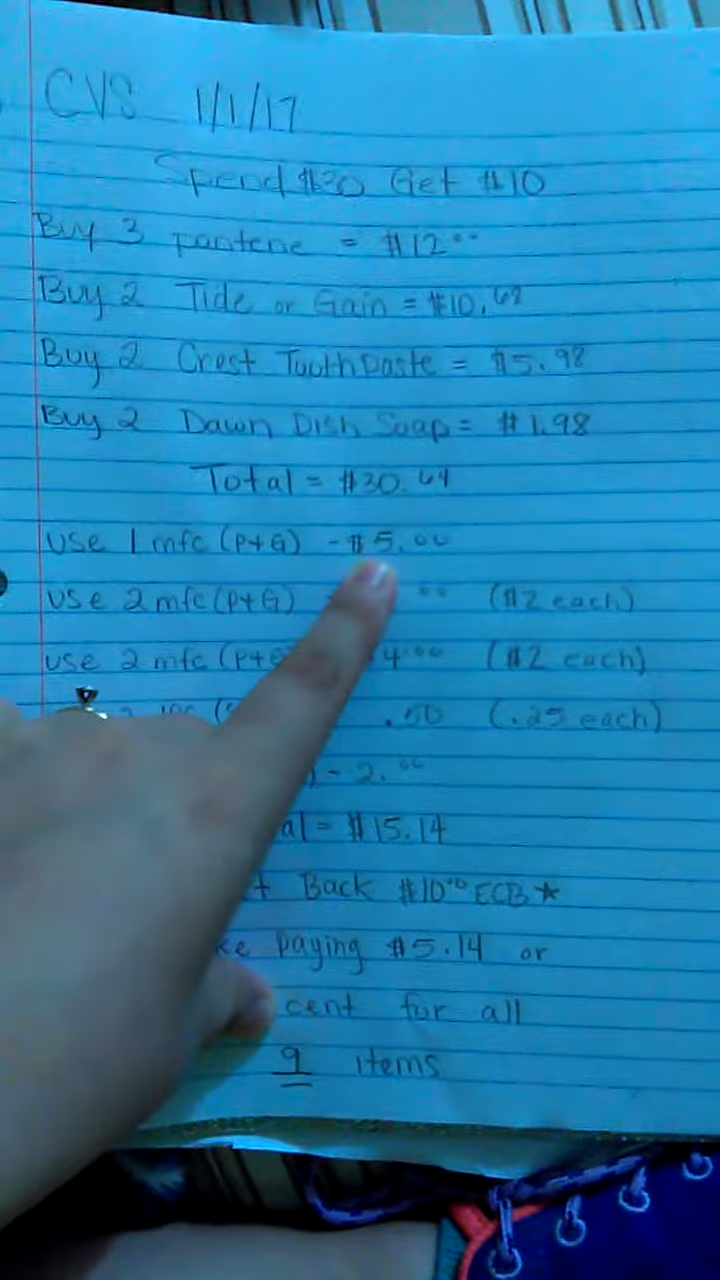 CVS 1/1/17
Spend $30 Get $10
Buy 3 pantene = $12.00
Buy 2 Tide or Gain = $10.68
Buy 2 Crest Tooth Paste = $5.98
Buy 2 Dawn Dish Soap = $1.98
Total = $30.64
use 1 mfc (P+G) - $5.00
use 2 mfc (P+G) .00 ($2 each)
use 2 mfc (P+G 4.00 ($2 each)
.50 (.25 each)
) - 2.00
al = $15.14
Back $10.00 ECB*
paying $5.14 or
cent for all
9 items